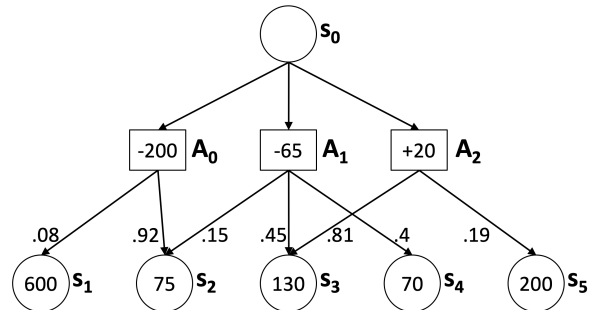 s₀
-200 A₀ -65 A₁ +20 A₂
.08 .92 .15 .45 .81 .4 .19
600 s₁ 75 s₂ 130 s₃ 70 s₄ 200 s₅